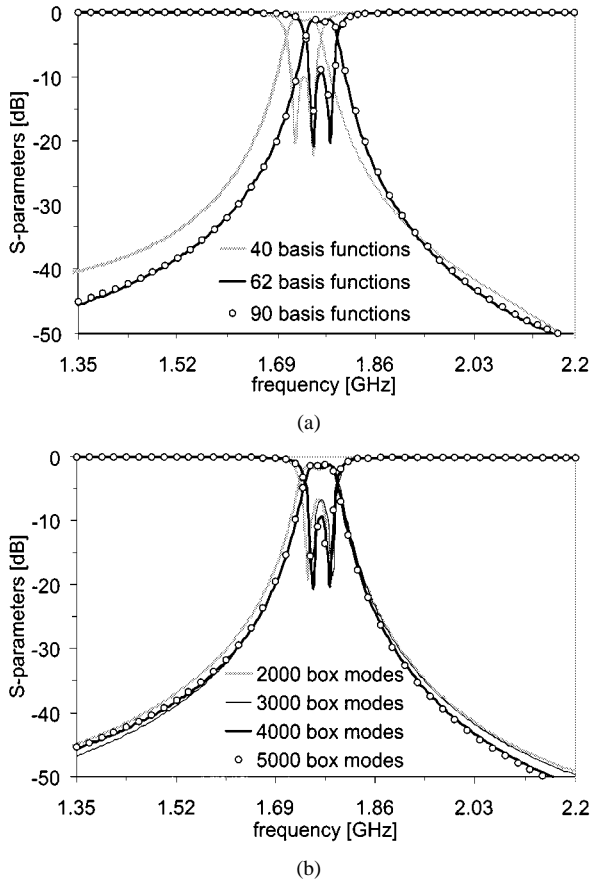 S-parameters [dB]
0
-10
-20
-30
-40
-50
40 basis functions
62 basis functions
90 basis functions
1.35
1.52
1.69
1.86
2.03
2.2
frequency [GHz]
(a)
S-parameters [dB]
0
-10
-20
-30
-40
-50
2000 box modes
3000 box modes
4000 box modes
5000 box modes
1.35
1.52
1.69
1.86
2.03
2.2
frequency [GHz]
(b)